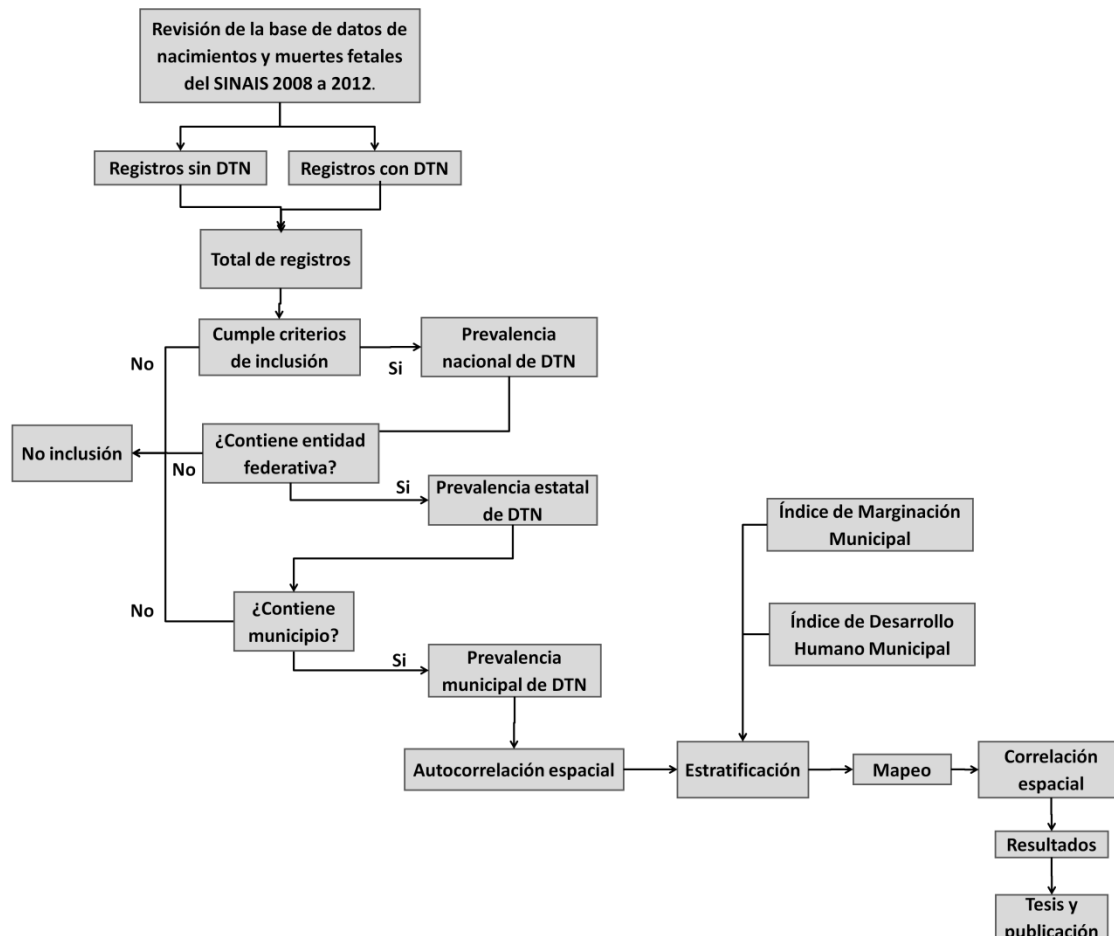 Revisión de la base de datos de
nacimientos y muertes fetales
del SINAIS 2008 a 2012.
Registros sin DTN
Registros con DTN
Total de registros
Cumple criterios
de inclusión
No
Si
Prevalencia
nacional de DTN
No inclusión
No
¿Contiene entidad
federativa?
Si
Prevalencia estatal
de DTN
Índice de Marginación
Municipal
No
¿Contiene
municipio?
Índice de Desarrollo
Humano Municipal
Si
Prevalencia
municipal de DTN
Autocorrelación espacial
Estratificación
Mapeo
Correlación
espacial
Resultados
Tesis y
publicación